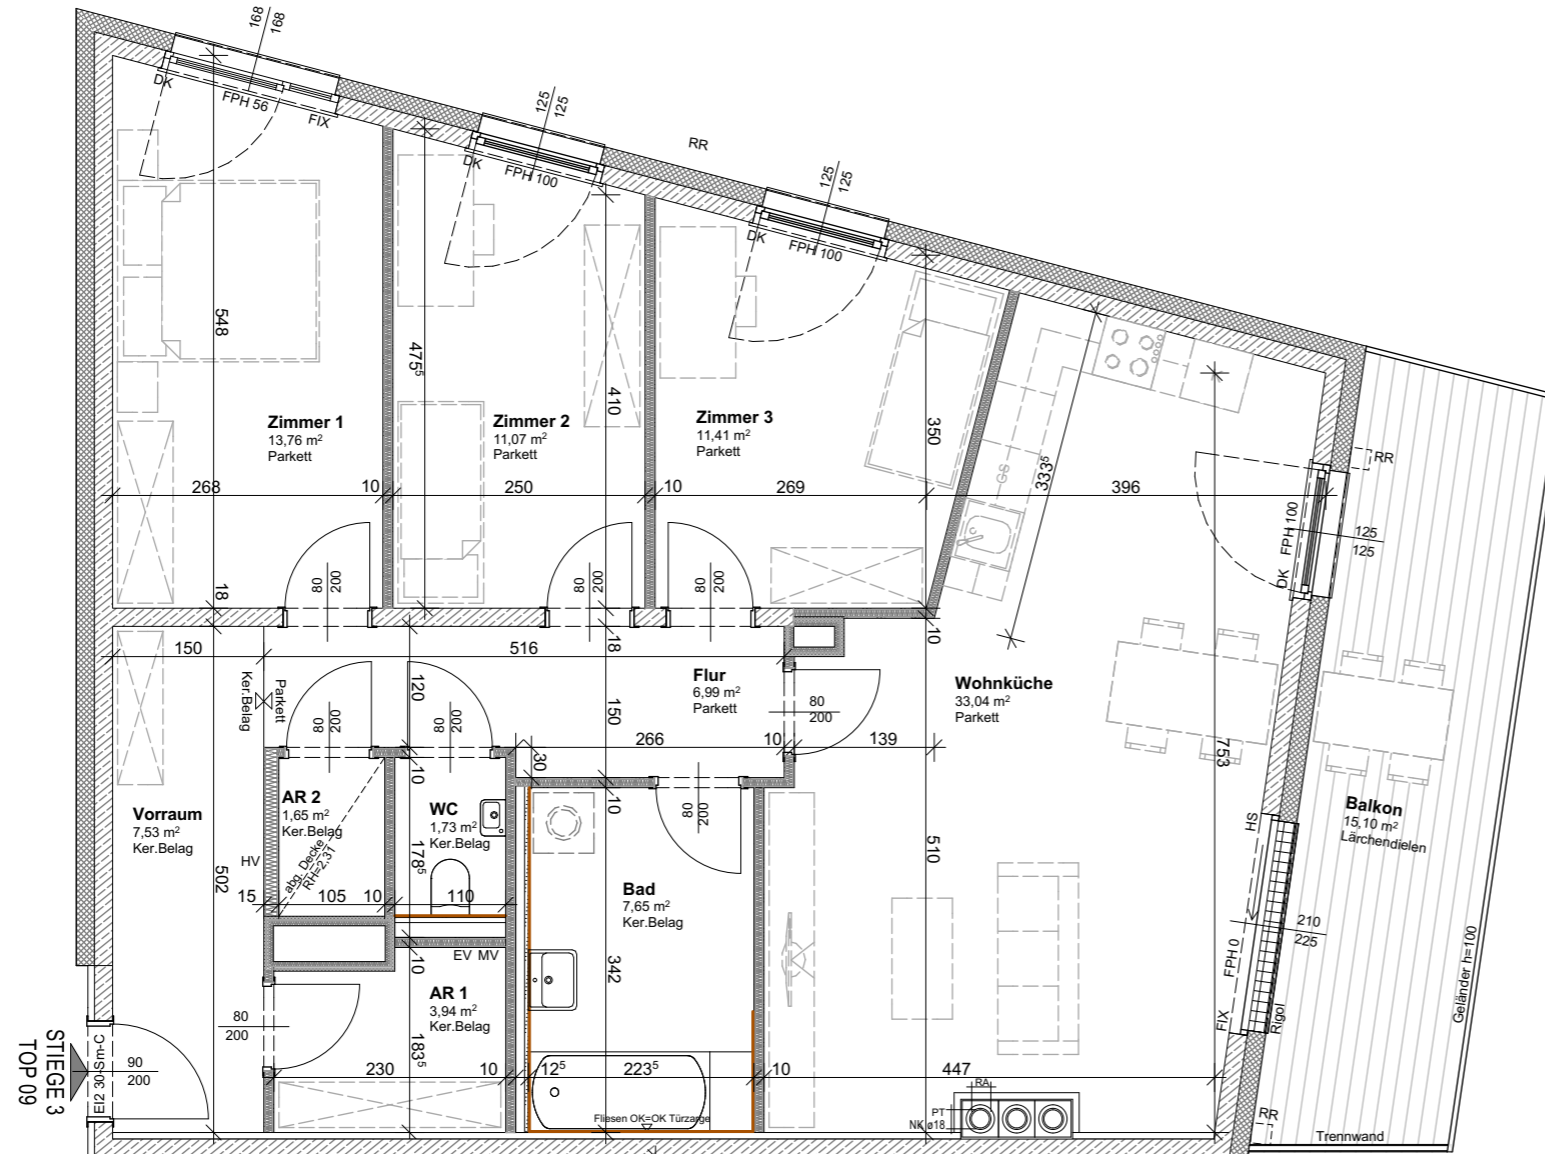 168
168
DK
FPH 56
FIX
125
125
DK
FPH 100
RR
125
125
DK
FPH 100
548
475⁵
410
350
333⁵
Zimmer 1
13,76 m²
Parkett
Zimmer 2
11,07 m²
Parkett
Zimmer 3
11,41 m²
Parkett
GS
RR
268
10
250
10
269
396
FPH 100
125
125
DK
18
80
200
80
200
80
200
10
150
516
18
Parkett
Ker.Belag
120
80
200
80
200
150
Flur
6,99 m²
Parkett
80
200
Wohnküche
33,04 m²
Parkett
266
10
139
753
30
10
10
80
200
Vorraum
7,53 m²
Ker.Belag
AR 2
1,65 m²
Ker.Belag
WC
1,73 m²
Ker.Belag
Balkon
15,10 m²
Lärchendielen
HS
HV
abg. Decke
RH=2,31
178⁵
502
510
15
105
10
110
Bad
7,65 m²
Ker.Belag
210
225
FPH 0
EV MV
10
342
AR 1
3,94 m²
Ker.Belag
Geländer h=100
FIX
Rigol
80
200
183⁵
STIEGE 3
TOP 09
EI2 30-Sm-C
90
200
230
10
12⁵
223⁵
10
447
RA
PT
NK ø18
Fliesen OK=OK Türzarge
RR
Trennwand